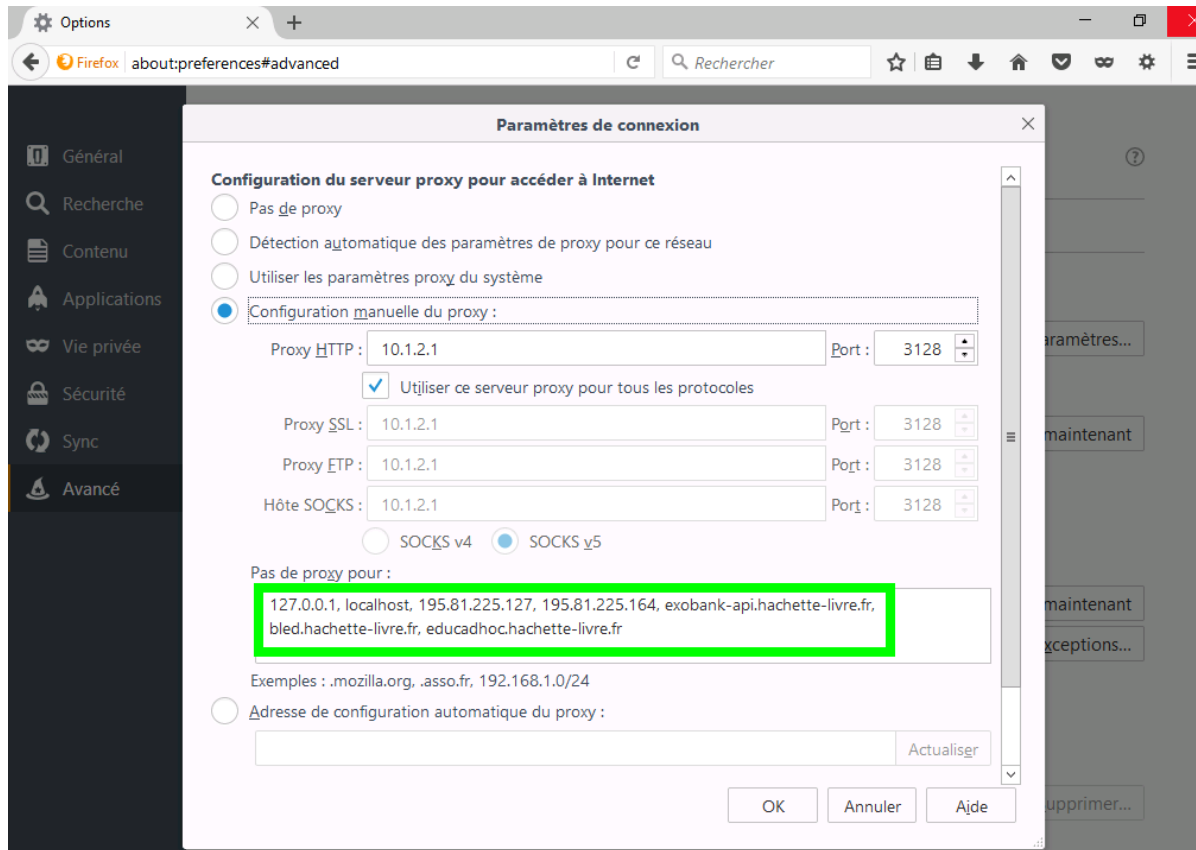 Options
Firefox about:preferences#advanced
Rechercher
Paramètres de connexion
Général
Recherche
Contenu
Applications
Vie privée
Sécurité
Sync
Avancé
Configuration du serveur proxy pour accéder à Internet
Pas de proxy
Détection automatique des paramètres de proxy pour ce réseau
Utiliser les paramètres proxy du système
Configuration manuelle du proxy :
Proxy HTTP : 10.1.2.1 Port : 3128
Utiliser ce serveur proxy pour tous les protocoles
Proxy SSL : 10.1.2.1 Port : 3128
Proxy FTP : 10.1.2.1 Port : 3128
Hôte SOCKS : 10.1.2.1 Port : 3128
SOCKS v4 SOCKS v5
Pas de proxy pour :
127.0.0.1, localhost, 195.81.225.127, 195.81.225.164, exobank-api.hachette-livre.fr,
bled.hachette-livre.fr, educadhoc.hachette-livre.fr
Exemples : .mozilla.org, .asso.fr, 192.168.1.0/24
Adresse de configuration automatique du proxy :
Actualiser
OK Annuler Aide
aramètres...
maintenant
maintenant
xceptions...
upprimer...